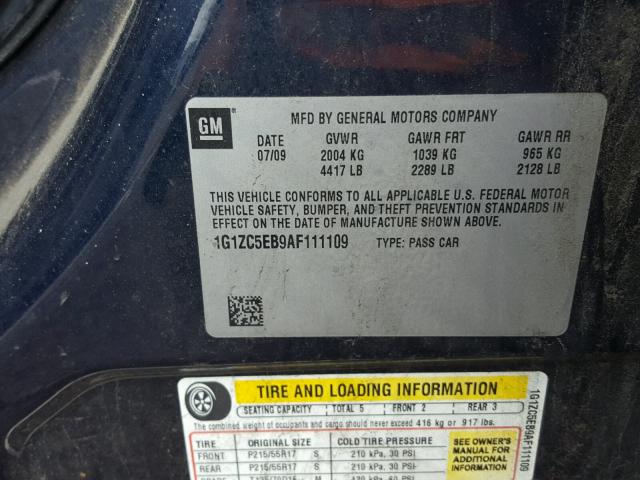 GM
MFD BY GENERAL MOTORS COMPANY
DATE GVWR GAWR FRT GAWR RR
07/09 2004 KG 1039 KG 965 KG
4417 LB 2289 LB 2128 LB
THIS VEHICLE CONFORMS TO ALL APPLICABLE U.S. FEDERAL MOTOR
VEHICLE SAFETY, BUMPER, AND THEFT PREVENTION STANDARDS IN
EFFECT ON THE DATE OF MANUFACTURE SHOWN ABOVE.
1G1ZC5EB9AF111109 TYPE: PASS CAR
TIRE AND LOADING INFORMATION
SEATING CAPACITY TOTAL 5 FRONT 2 REAR 3
The combined weight of occupants and cargo should never exceed 416 kg or 917 lbs.
TIRE ORIGINAL SIZE COLD TIRE PRESSURE
FRONT P215/55R17 S 210 kPa, 30 PSI
REAR P215/55R17 S 210 kPa, 30 PSI
420 kPa, 60 PSI
SEE OWNER'S
MANUAL FOR
ADDITIONAL
INFORMATION
1G1ZC5EB9AF111109